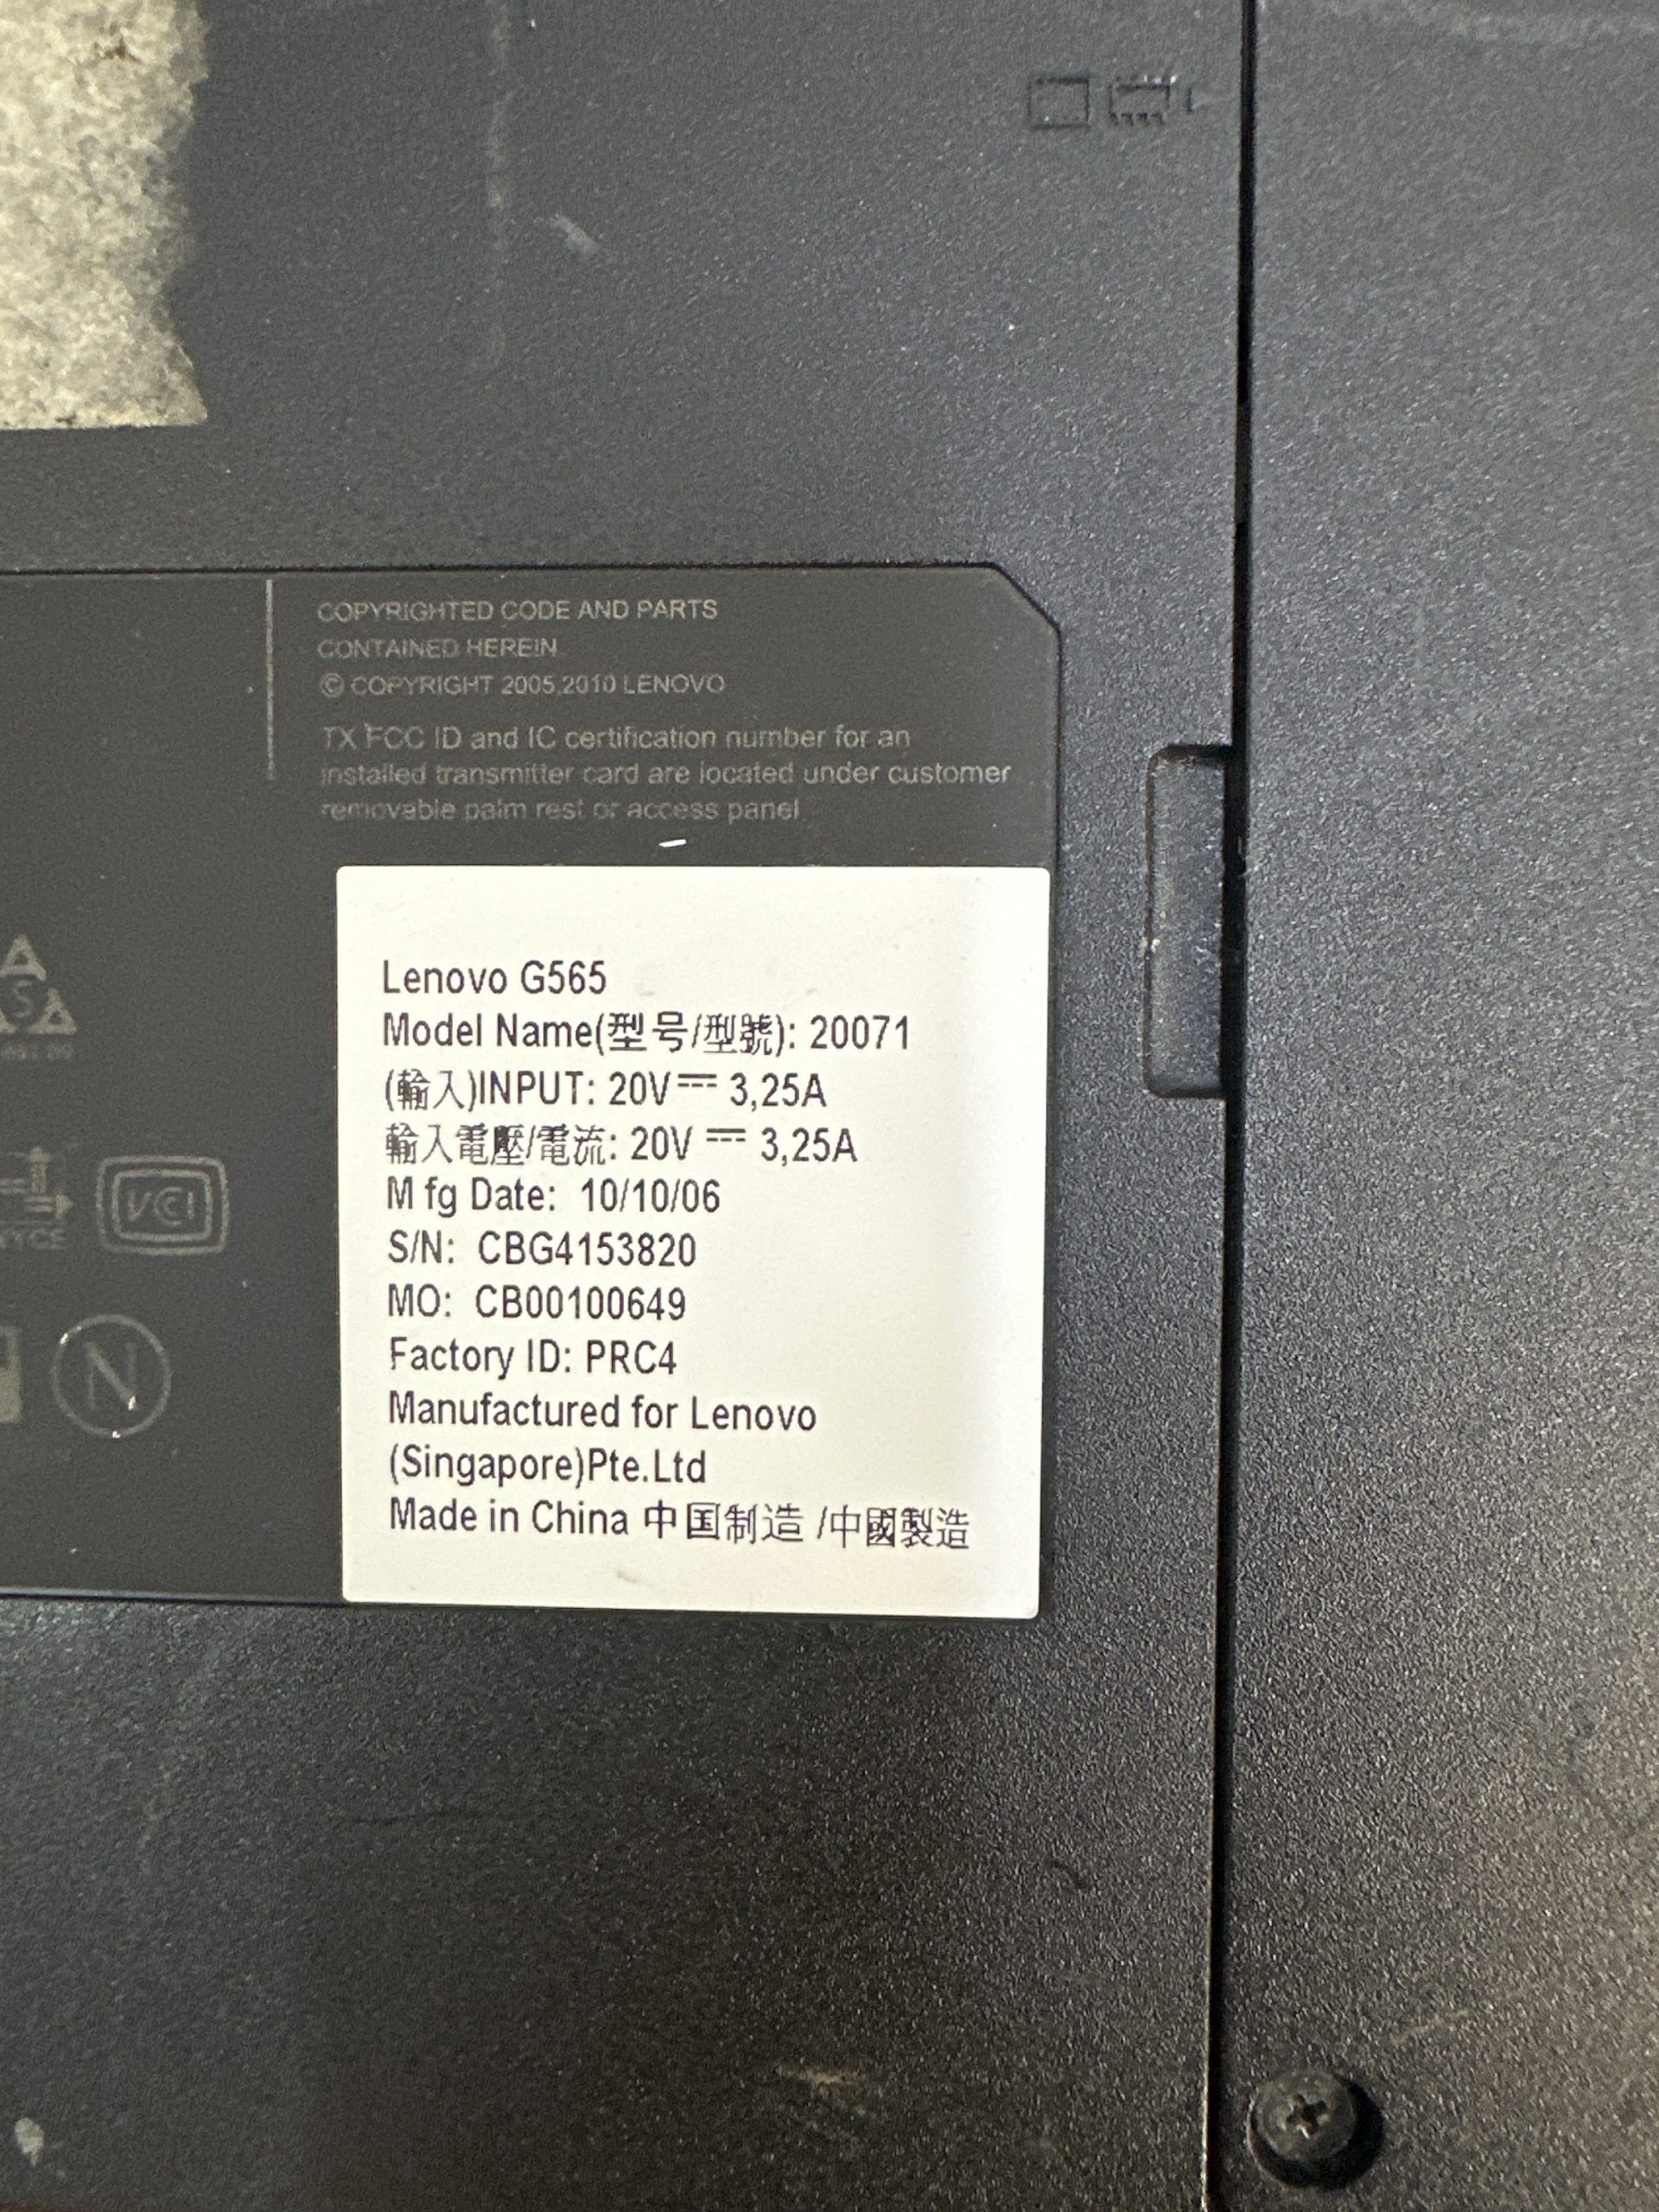 COPYRIGHTED CODE AND PARTS
CONTAINED HEREIN
© COPYRIGHT 2005,2010 LENOVO
TX FCC ID and IC certification number for an
installed transmitter card are located under customer
removable palm rest or access panel
Lenovo G565
Model Name(型号/型號): 20071
(輸入)INPUT: 20V⎓ 3,25A
輸入電壓/電流: 20V ⎓ 3,25A
Mfg Date: 10/10/06
S/N: CBG4153820
MO: CB00100649
Factory ID: PRC4
Manufactured for Lenovo
(Singapore)Pte.Ltd
Made in China 中国制造 /中國製造
S
VCI
NYCE
N